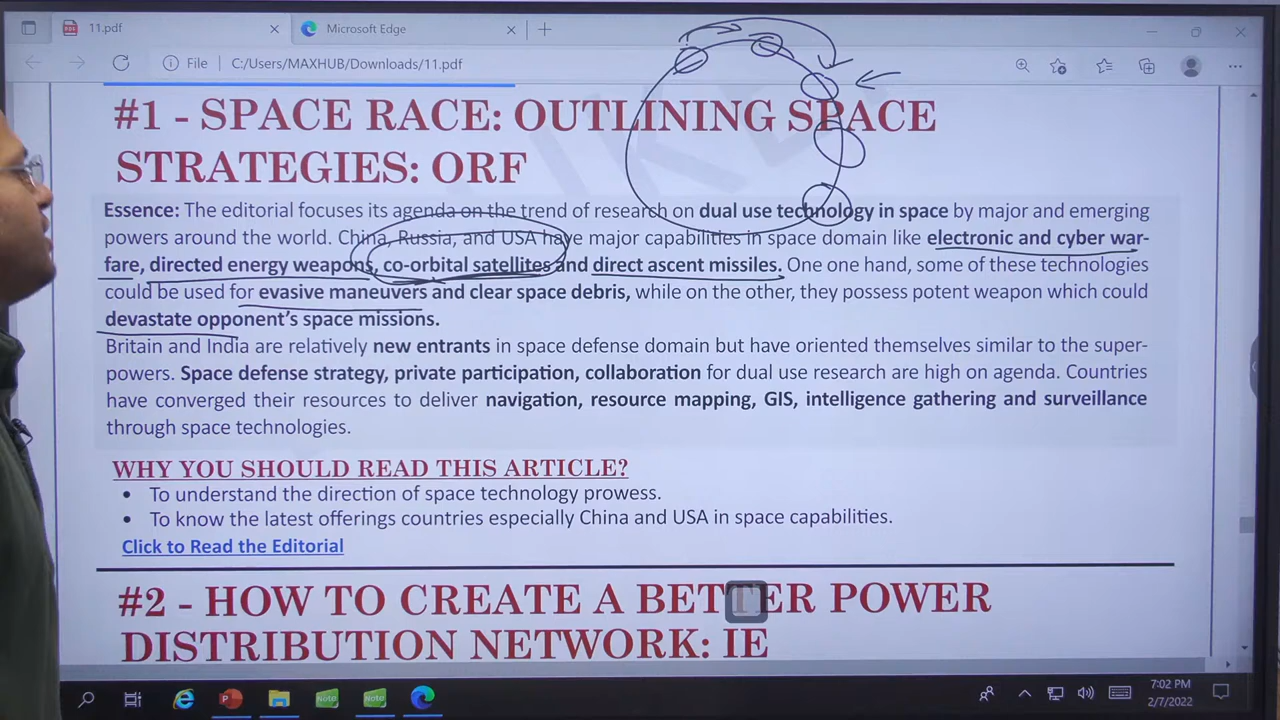 11.pdf
Microsoft Edge
File
C:/Users/MAXHUB/Downloads/11.pdf
#1 - SPACE RACE: OUTLINING SPACE
STRATEGIES: ORF
Essence: The editorial focuses its agenda on the trend of research on dual use technology in space by major and emerging
powers around the world. China, Russia, and USA have major capabilities in space domain like electronic and cyber war-
fare, directed energy weapons, co-orbital satellites and direct ascent missiles. One one hand, some of these technologies
could be used for evasive maneuvers and clear space debris, while on the other, they possess potent weapon which could
devastate opponent's space missions.
Britain and India are relatively new entrants in space defense domain but have oriented themselves similar to the super-
powers. Space defense strategy, private participation, collaboration for dual use research are high on agenda. Countries
have converged their resources to deliver navigation, resource mapping, GIS, intelligence gathering and surveillance
through space technologies.
WHY YOU SHOULD READ THIS ARTICLE?
• To understand the direction of space technology prowess.
• To know the latest offerings countries especially China and USA in space capabilities.
Click to Read the Editorial
#2 - HOW TO CREATE A BETTER POWER
DISTRIBUTION NETWORK: IE
7:02 PM
2/7/2022